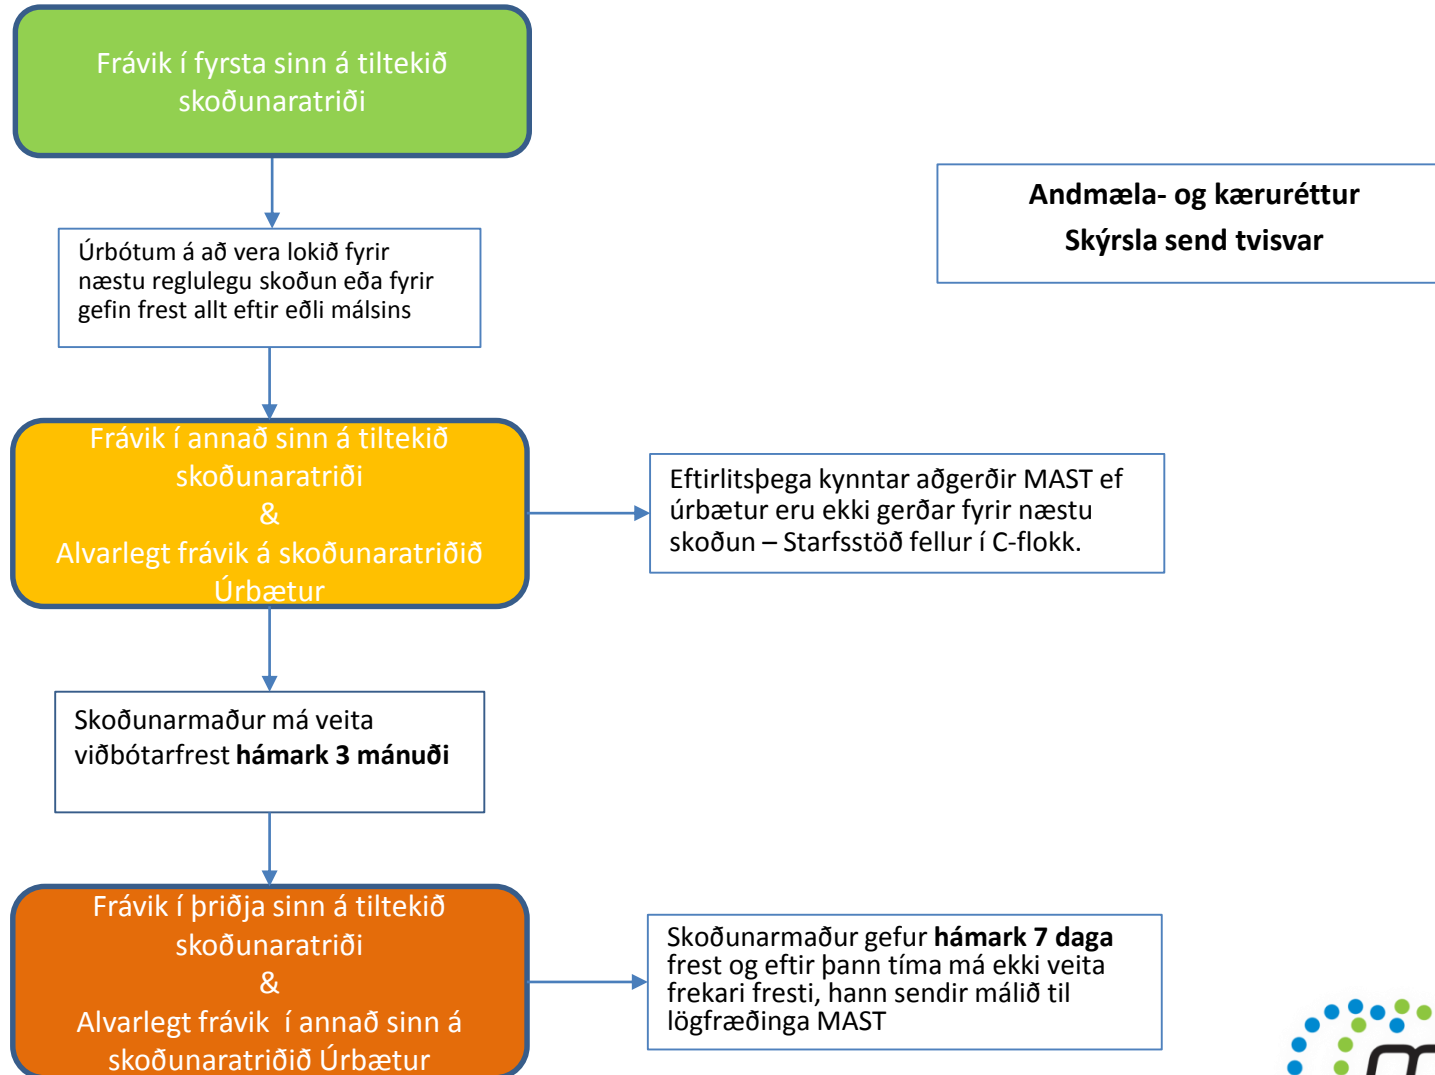 Frávik í fyrsta sinn á tiltekið
skoðunaratriði
Andmæla- og kæruréttur
Skýrsla send tvisvar
Úrbótum á að vera lokið fyrir
næstu reglulegu skoðun eða fyrir
gefin frest allt eftir eðli málsins
Frávik í annað sinn á tiltekið
skoðunaratriði
&
Alvarlegt frávik á skoðunaratriðið
Úrbætur
Eftirlitsþega kynntar aðgerðir MAST ef
úrbætur eru ekki gerðar fyrir næstu
skoðun – Starfsstöð fellur í C-flokk.
Skoðunarmaður má veita
viðbótarfrest hámark 3 mánuði
Frávik í þriðja sinn á tiltekið
skoðunaratriði
&
Alvarlegt frávik í annað sinn á
skoðunaratriðið Úrbætur
Skoðunarmaður gefur hámark 7 daga
frest og eftir þann tíma má ekki veita
frekari fresti, hann sendir málið til
lögfræðinga MAST